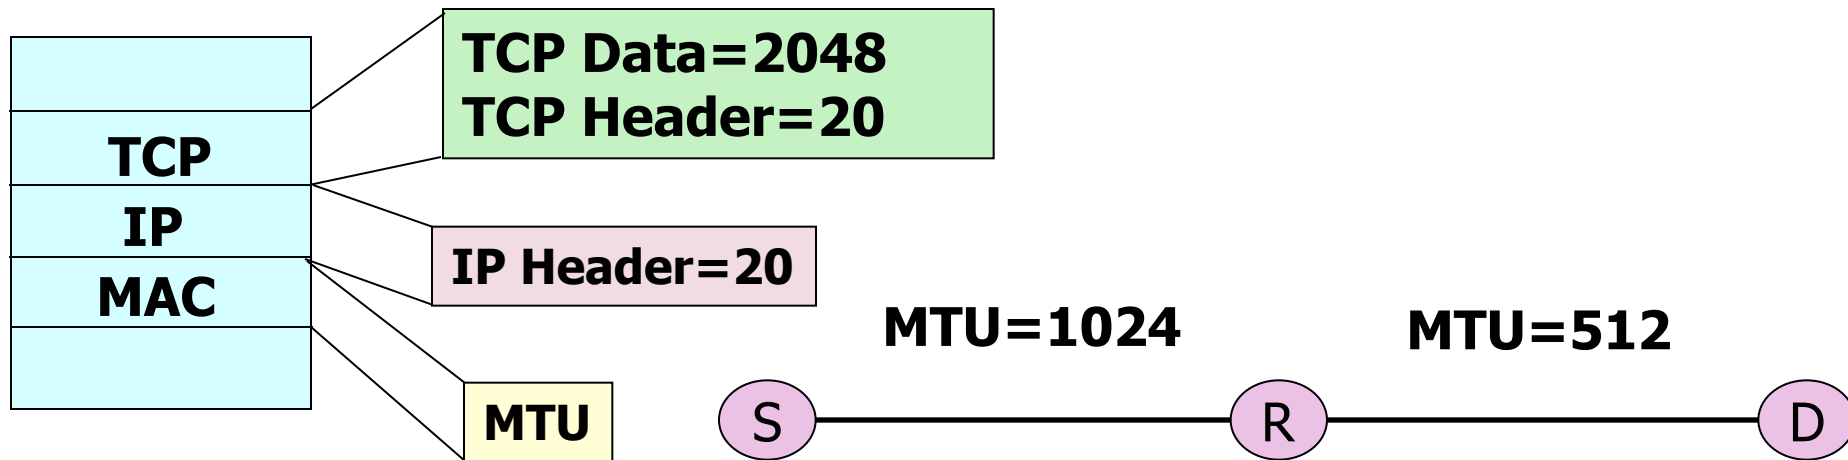 TCP Data=2048
TCP Header=20
TCP
IP
MAC
IP Header=20
MTU
MTU=1024
MTU=512
S
R
D